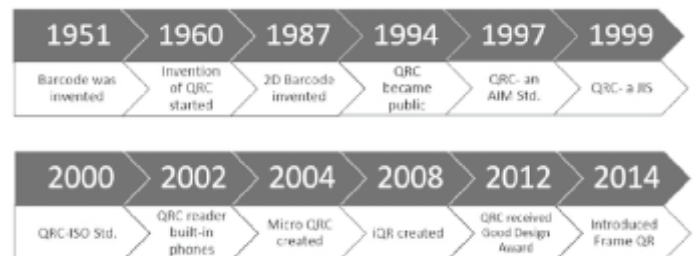 1951 1960 1987 1994 1997 1999
Barcode was invented
Invention of QRC started
2D Barcode invented
QRC became public
QRC- an AIM Std.
QRC- a JIS
2000 2002 2004 2008 2012 2014
QRC-ISO Std.
QRC reader built-in phones
Micro QRC created
iQR created
QRC received Good Design Award
Introduced Frame QR